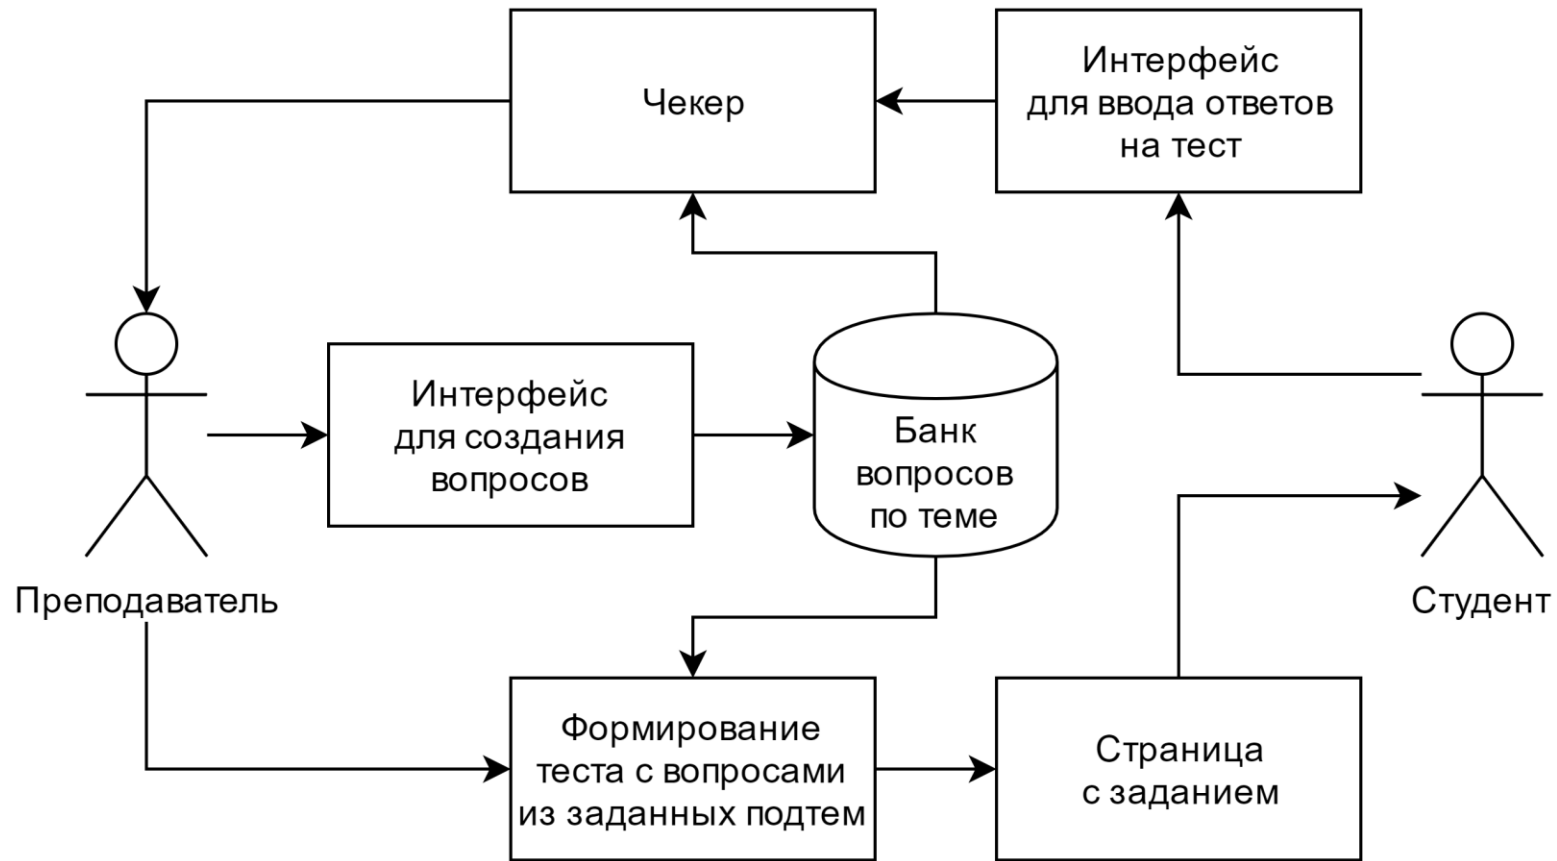 Чекер
Интерфейс
для ввода ответов
на тест
Интерфейс
для создания
вопросов
Банк
вопросов
по теме
Преподаватель
Студент
Формирование
теста с вопросами
из заданных подтем
Страница
с заданием